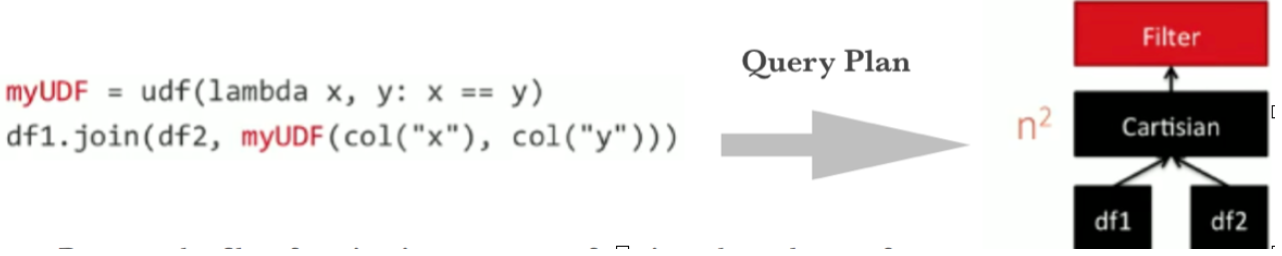 myUDF = udf(lambda x, y: x == y)
df1.join(df2, myUDF(col("x"), col("y")))
Query Plan
n²
Filter
Cartisian
df1
df2